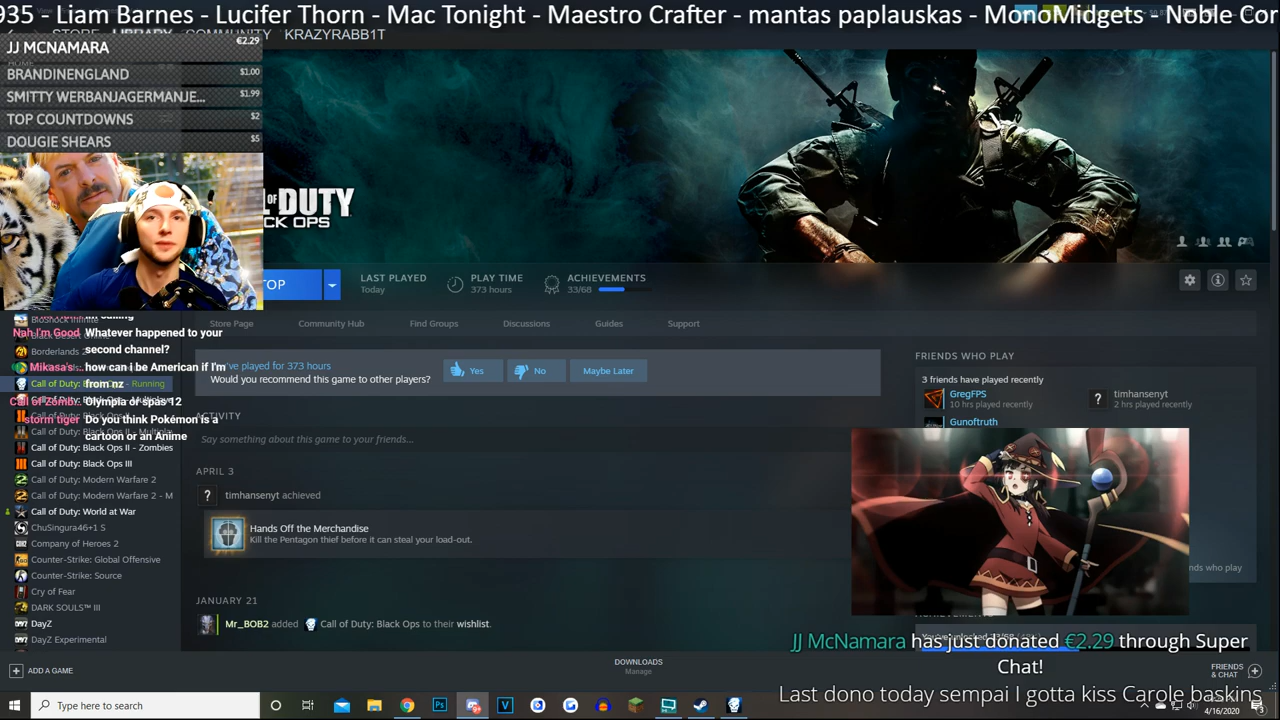 935 - Liam Barnes - Lucifer Thorn - Mac Tonight - Maestro Crafter - mantas paplauskas - MonoMidgets - Noble Cor
STORE LIBRARY COMMUNITY KRAZYRABB1T
JJ MCNAMARA €2.29
BRANDINENGLAND $1.00
SMITTY WERBANJAGERMANJE... $1.99
TOP COUNTDOWNS $2
DOUGIE SHEARS $5
OF DUTY
CK OPS
TOP
LAST PLAYED
Today
PLAY TIME
373 hours
ACHIEVEMENTS
33/68
Store Page
Community Hub
Find Groups
Discussions
Guides
Support
Nah I'm Good Whatever happened to your
second channel?
Mikasa's.. how can i be American if I'm
from nz
Call of Zomb.. Olympia or spas 12
storm tiger Do you think Pokémon is a
cartoon or an Anime
BioShock Infinite
Borderlands 2
Call of Duty: Black Ops - Running
Call of Duty: Black Ops II - Zombies
Call of Duty: Black Ops III
Call of Duty: Modern Warfare 2
Call of Duty: Modern Warfare 2 - M
Call of Duty: World at War
ChuSingura46+1 S
Company of Heroes 2
Counter-Strike: Global Offensive
Counter-Strike: Source
Cry of Fear
DARK SOULS™ III
DayZ
DayZ Experimental
've played for 373 hours
Would you recommend this game to other players?
Yes
No
Maybe Later
ACTIVITY
Say something about this game to your friends...
APRIL 3
timhansenyt achieved
Hands Off the Merchandise
Kill the Pentagon thief before it can steal your load-out.
JANUARY 21
Mr_BOB2 added Call of Duty: Black Ops to their wishlist.
FRIENDS WHO PLAY
3 friends have played recently
GregFPS
10 hrs played recently
timhansenyt
2 hrs played recently
Gunoftruth
nds who play
JJ McNamara has just donated €2.29 through Super
Chat!
Last dono today sempai I gotta kiss Carole baskins
ADD A GAME
DOWNLOADS
Manage
FRIENDS
& CHAT
Type here to search
4/16/2020